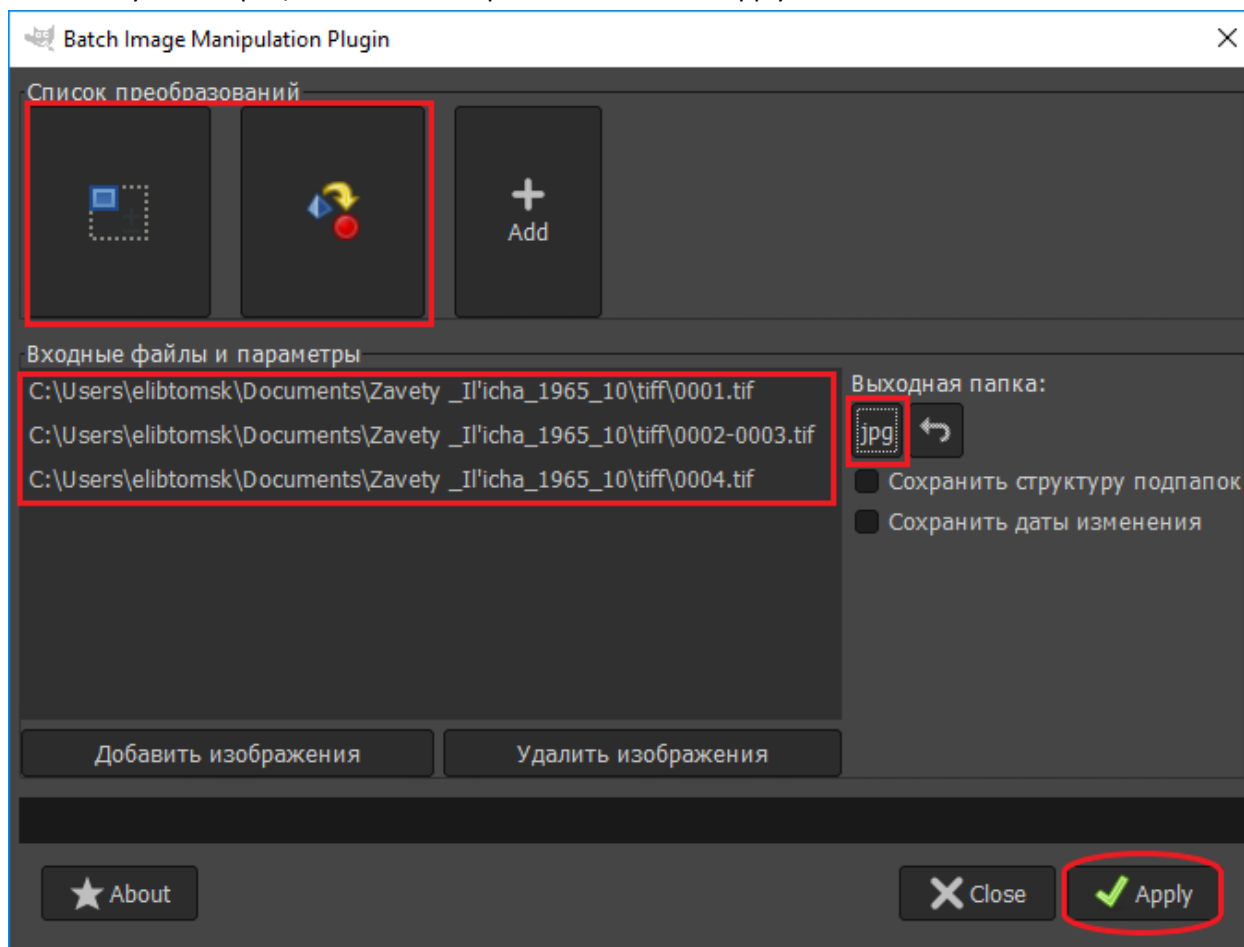 Batch Image Manipulation Plugin
Список преобразований
Add
Входные файлы и параметры
C:\Users\elibtomsk\Documents\Zavety _Il'icha_1965_10\tiff\0001.tif
C:\Users\elibtomsk\Documents\Zavety _Il'icha_1965_10\tiff\0002-0003.tif
C:\Users\elibtomsk\Documents\Zavety _Il'icha_1965_10\tiff\0004.tif
Выходная папка:
jpg
Сохранить структуру подпапок
Сохранить даты изменения
Добавить изображения
Удалить изображения
About
Close
Apply